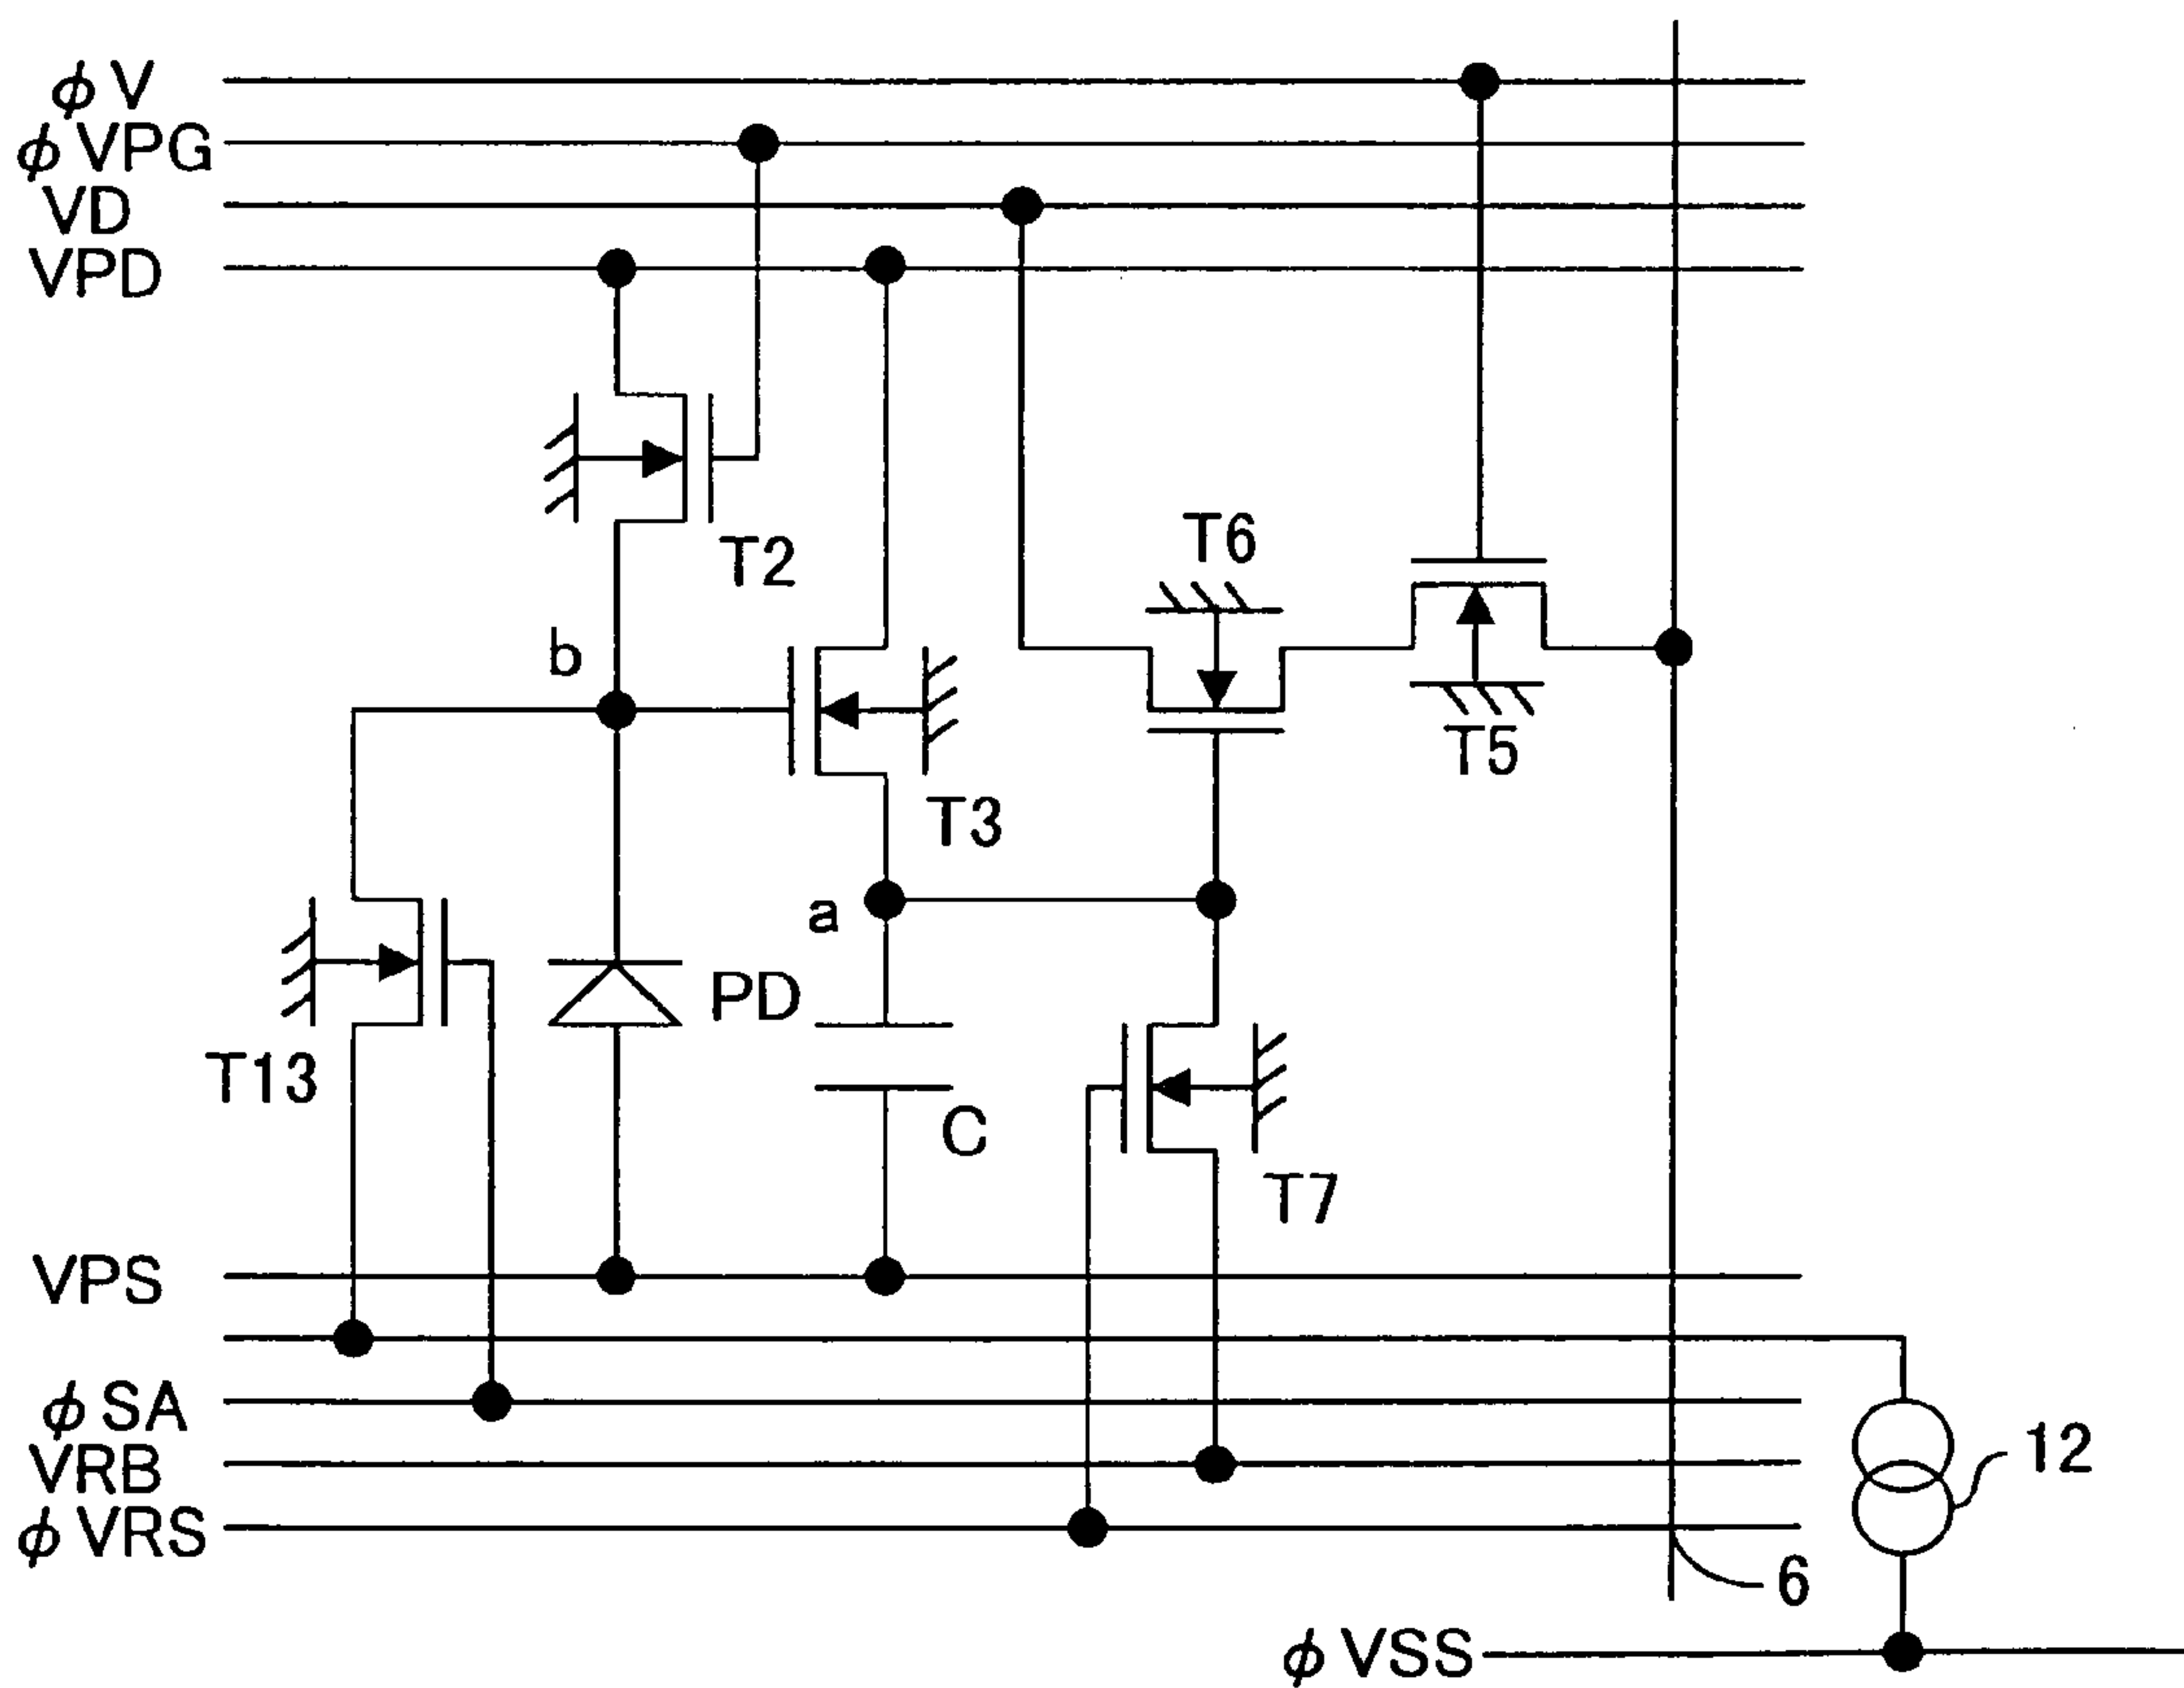 ϕV
ϕVPG
VD
VPD
T2
T6
b
T5
T3
a
PD
T13
C
T7
VPS
ϕSA
12
VRB
ϕVRS
6
ϕVSS